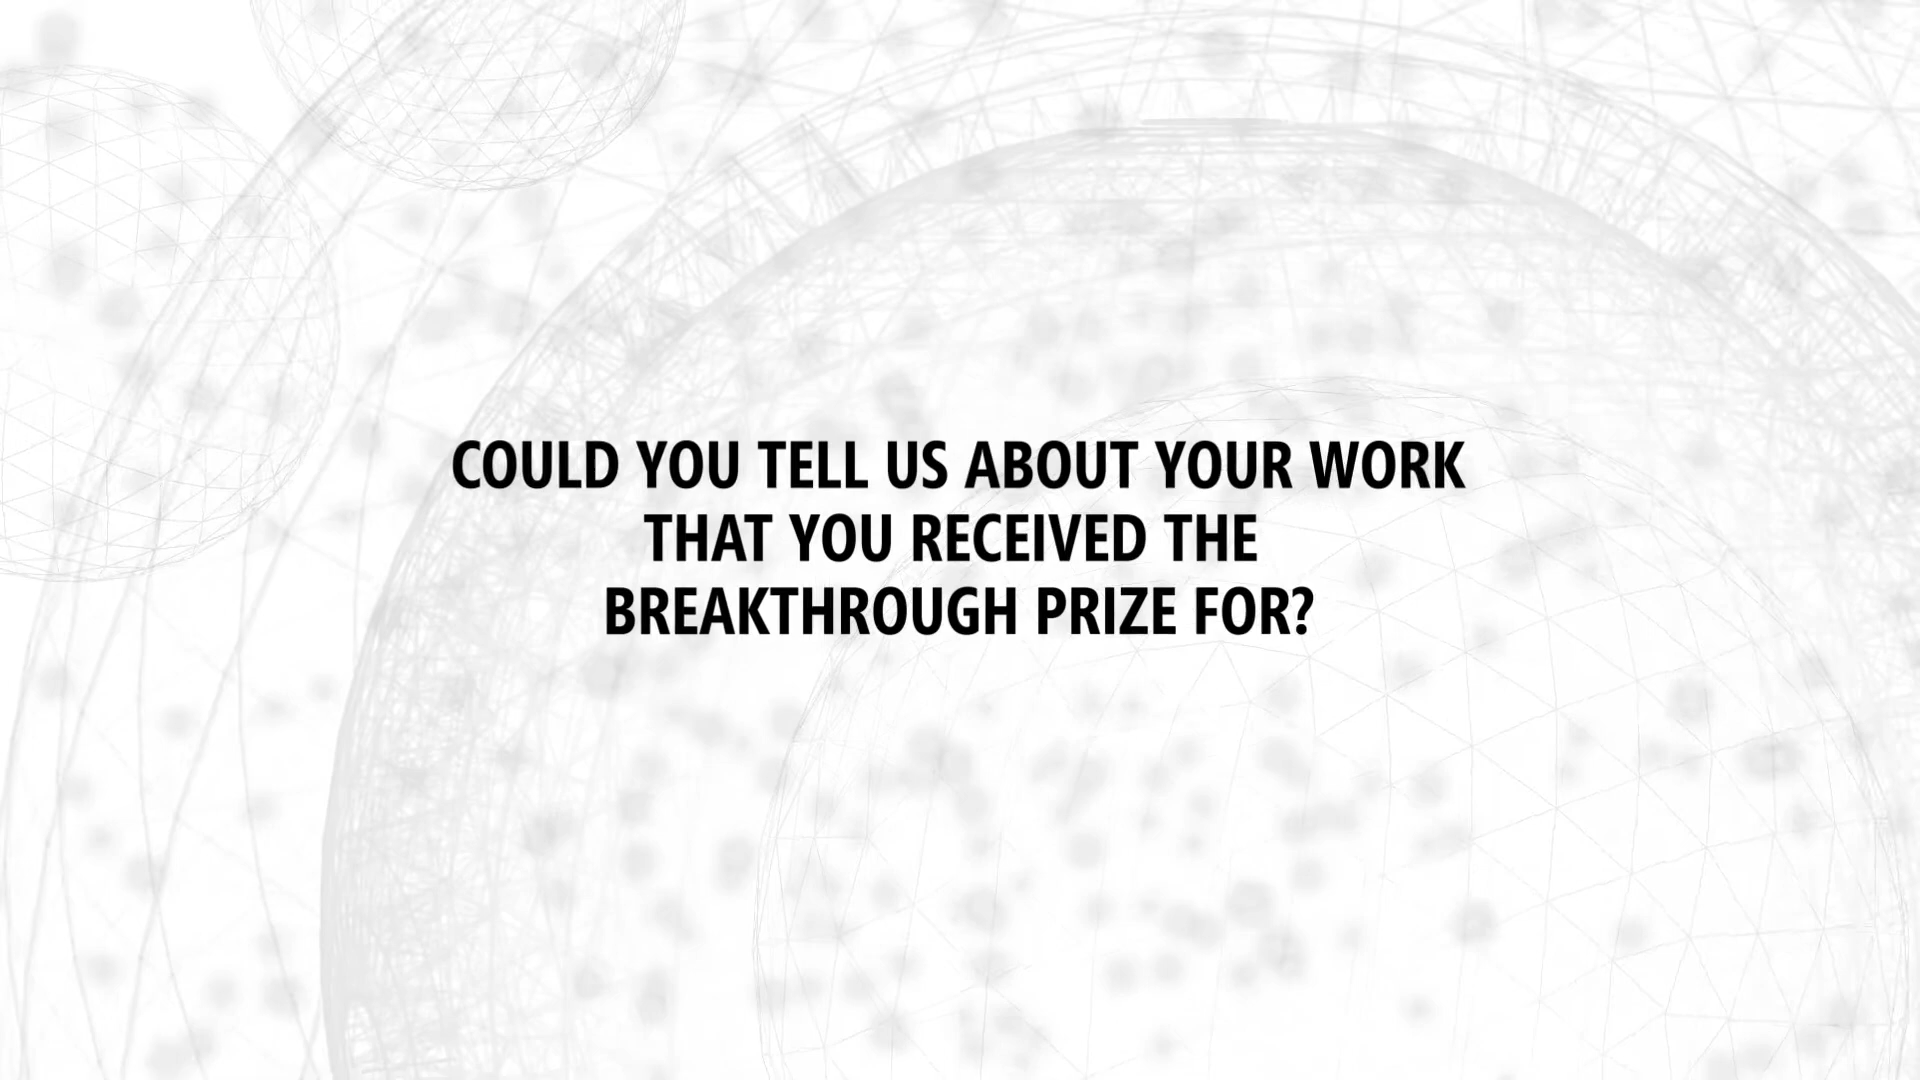 COULD YOU TELL US ABOUT YOUR WORK
THAT YOU RECEIVED THE
BREAKTHROUGH PRIZE FOR?